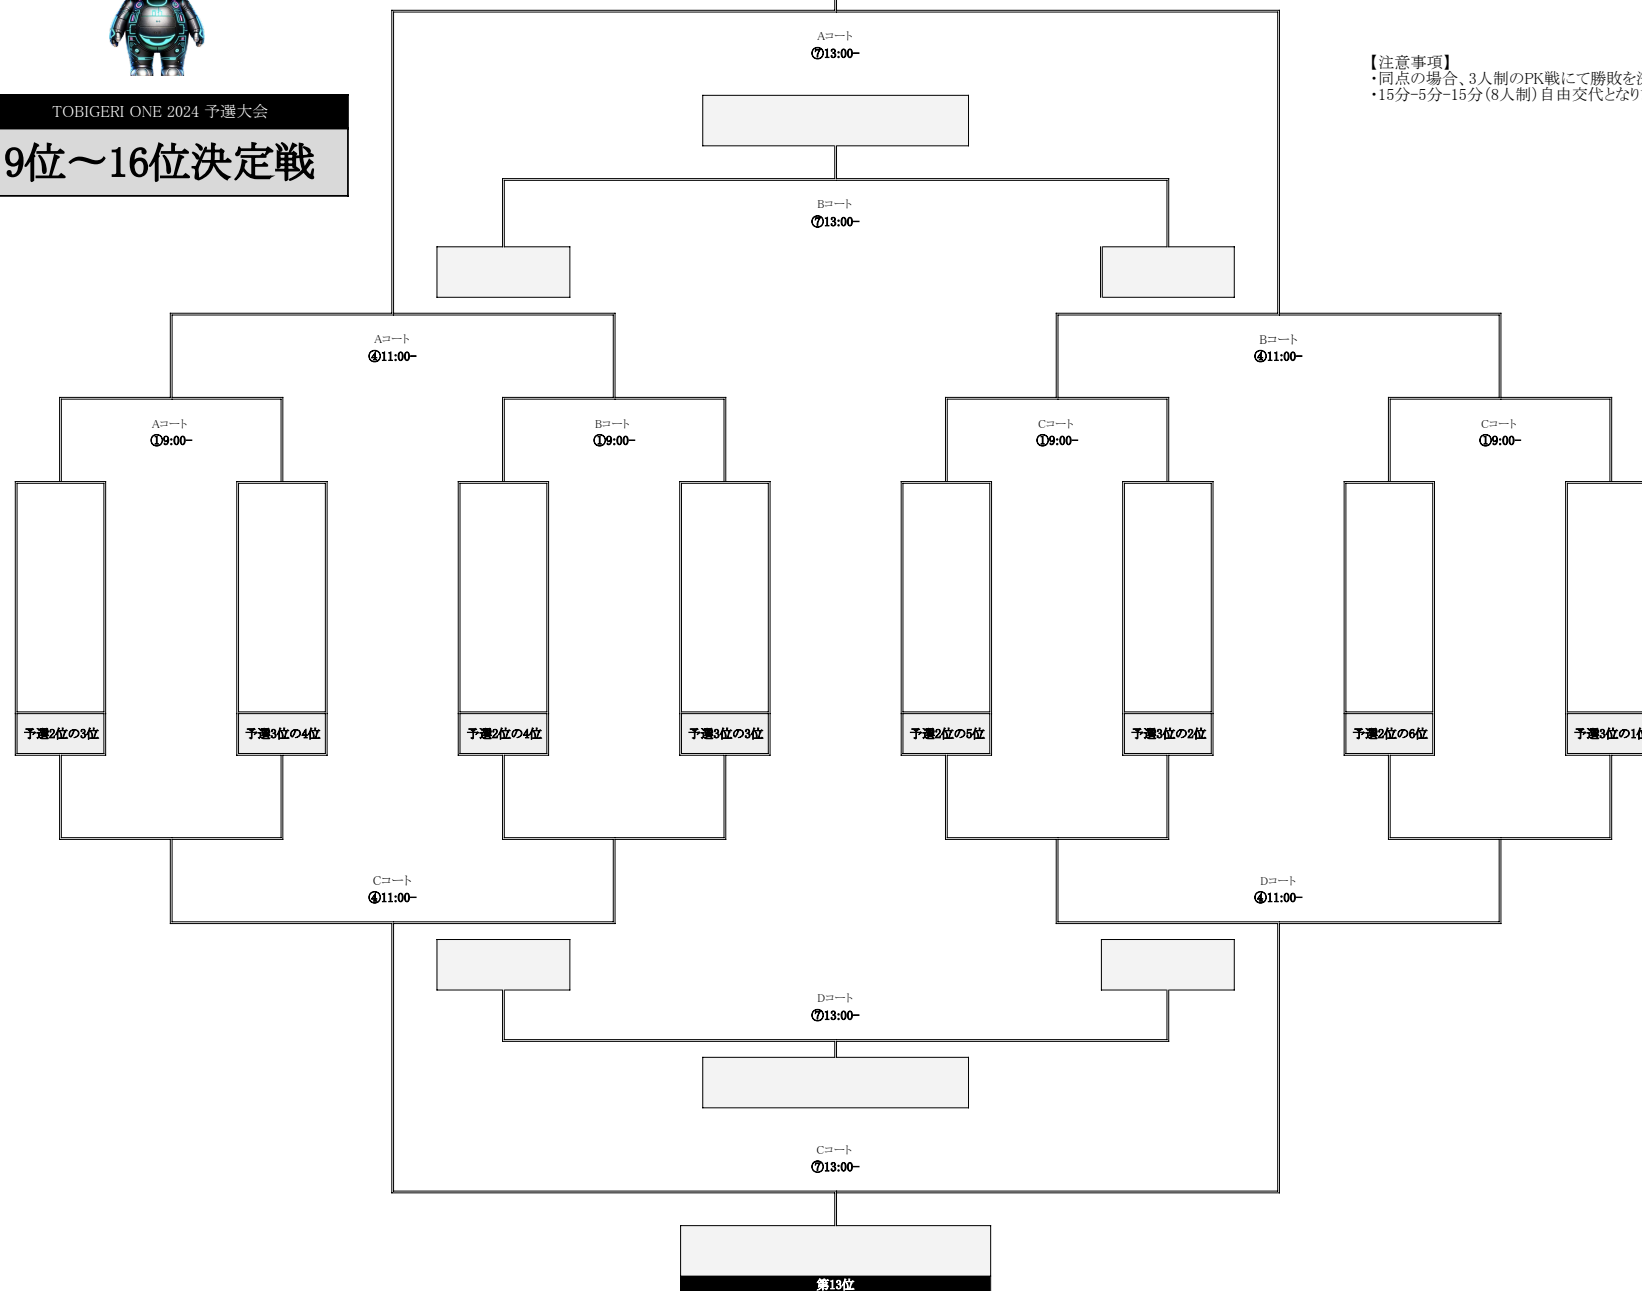 Aコート
⑦13:00-
【注意事項】
・同点の場合、3人制のPK戦にて勝敗を
・15分-5分-15分（8人制）自由交代となり
TOBIGERI ONE 2024 予選大会
9位～16位決定戦
Bコート
⑦13:00-
Aコート
④11:00-
Bコート
④11:00-
Aコート
①9:00-
Bコート
①9:00-
Cコート
①9:00-
Cコート
①9:00-
予選2位の3位
予選3位の4位
予選2位の4位
予選3位の3位
予選2位の5位
予選3位の2位
予選2位の6位
予選3位の1位
Cコート
④11:00-
Dコート
④11:00-
Dコート
⑦13:00-
Cコート
⑦13:00-
第13位